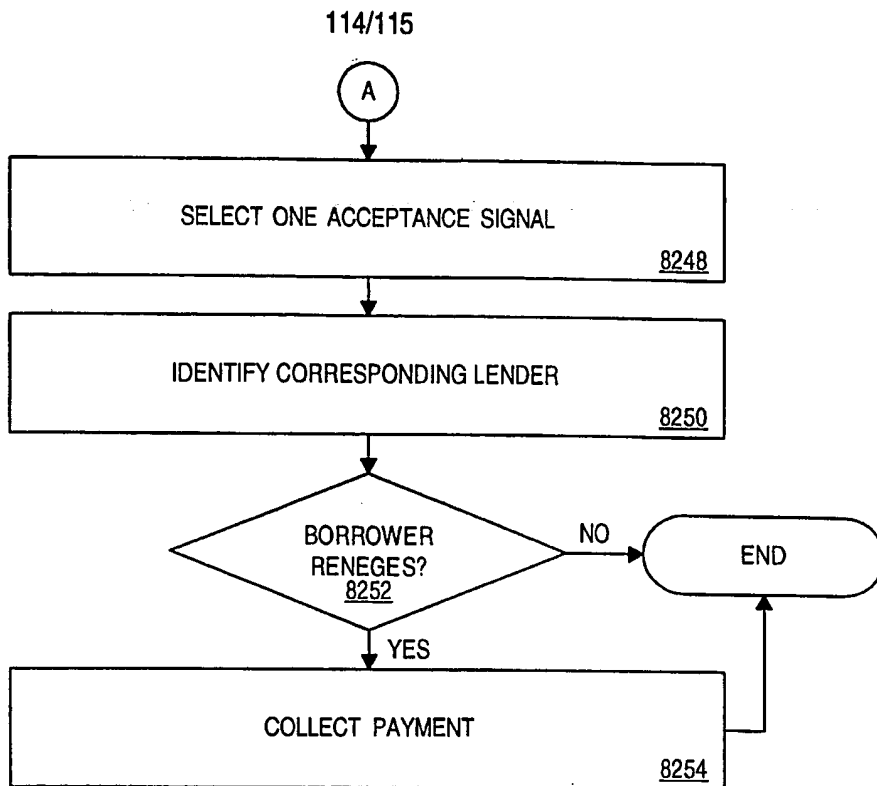 114/115
A
SELECT ONE ACCEPTANCE SIGNAL
8248
IDENTIFY CORRESPONDING LENDER
8250
BORROWER
RENEGES?
8252
NO
END
YES
COLLECT PAYMENT
8254